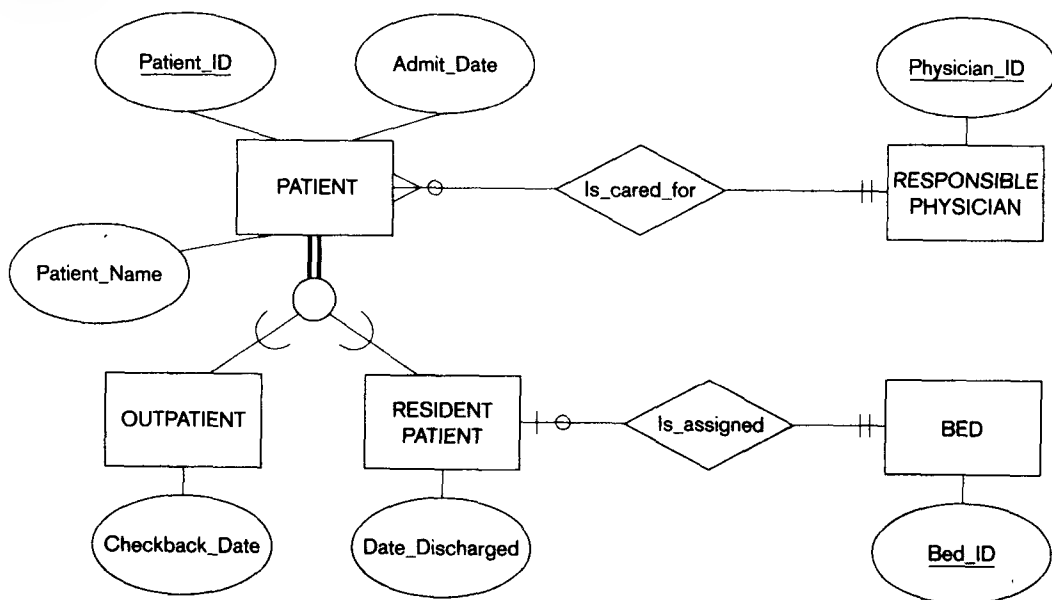 Patient_ID
Admit_Date
Physician_ID
PATIENT
Is_cared_for
RESPONSIBLE
PHYSICIAN
Patient_Name
OUTPATIENT
RESIDENT
PATIENT
Is_assigned
BED
Checkback_Date
Date_Discharged
Bed_ID